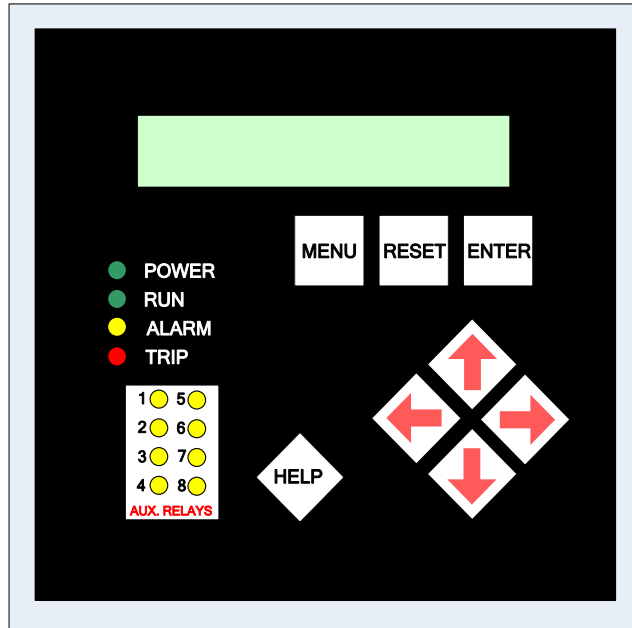 MENU RESET ENTER
POWER
RUN
ALARM
TRIP
1 5
2 6
3 7
4 8
AUX. RELAYS
HELP